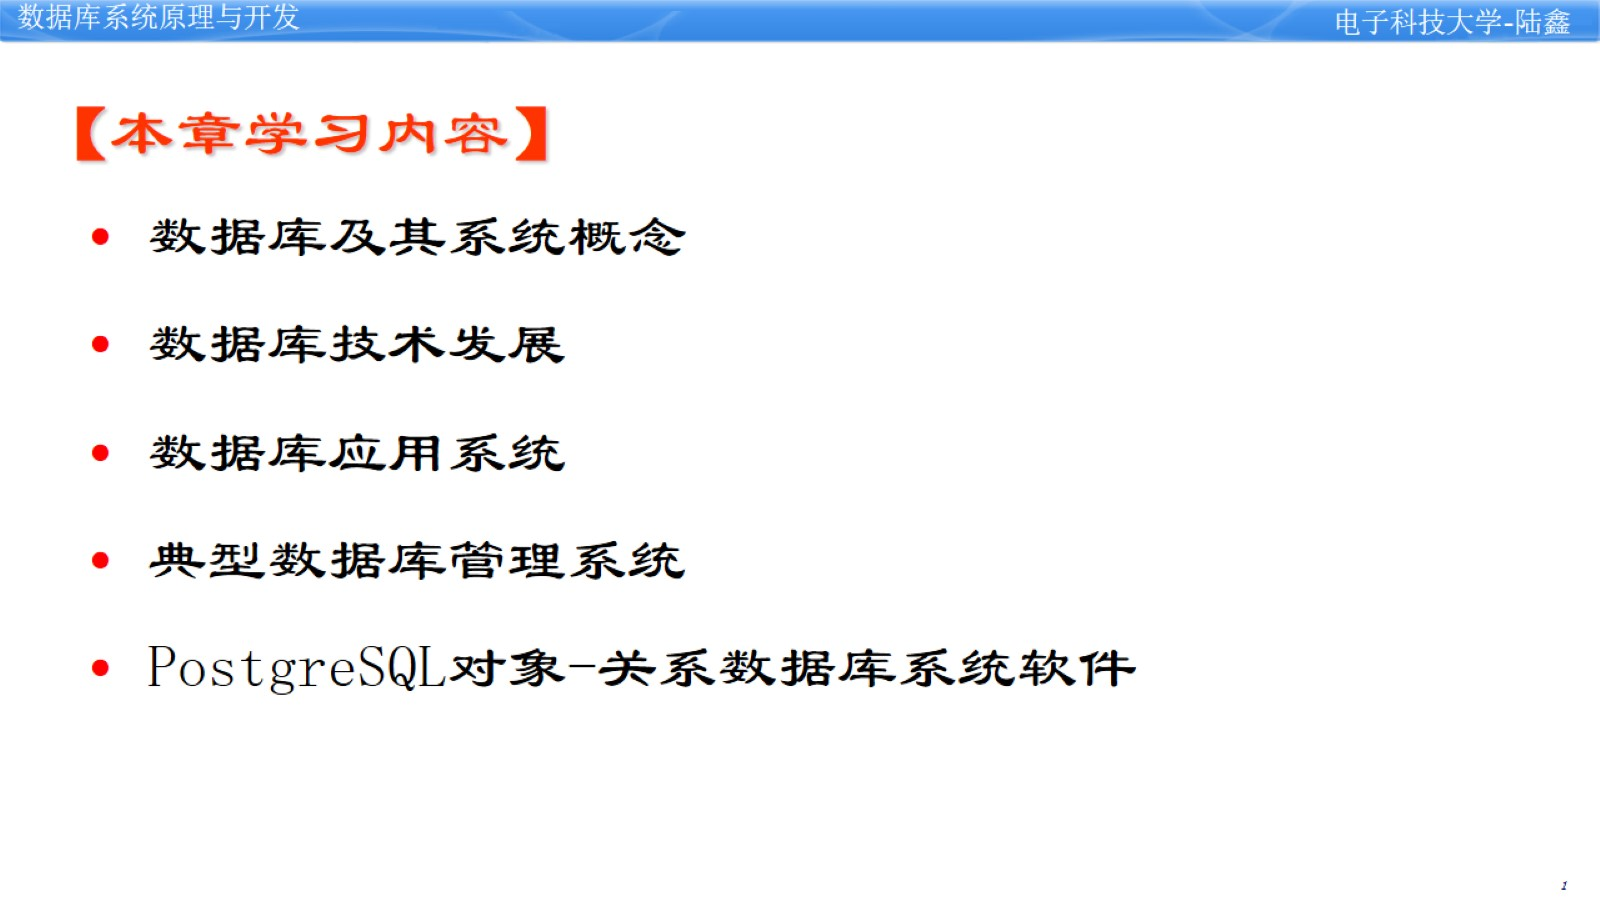 数据库系统原理与开发
电子科技大学-陆鑫
【本章学习内容】
• 数据库及其系统概念
• 数据库技术发展
• 数据库应用系统
• 典型数据库管理系统
• PostgreSQL对象-关系数据库系统软件
1